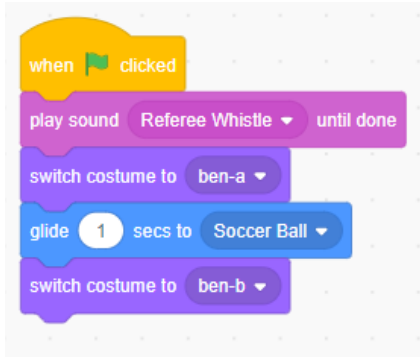 when clicked
play sound Referee Whistle until done
switch costume to ben-a
glide 1 secs to Soccer Ball
switch costume to ben-b